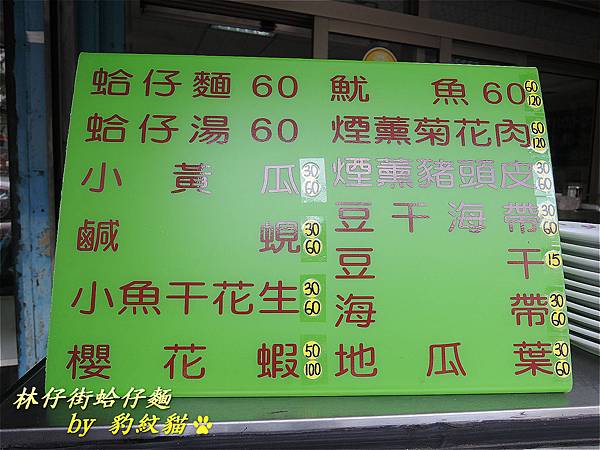 蛤仔麵 60
蛤仔湯 60
小黃瓜 30 60
鹹蜆 30 60
小魚干花生 30 60
櫻花蝦 50 100
魷魚 60 60 120
煙薰菊花肉 60 120
煙薰豬頭皮 30 60
豆干海帶 30 60
豆干 15
海帶 30 60
地瓜葉 30 60
林仔街蛤仔麵
by 豹紋貓